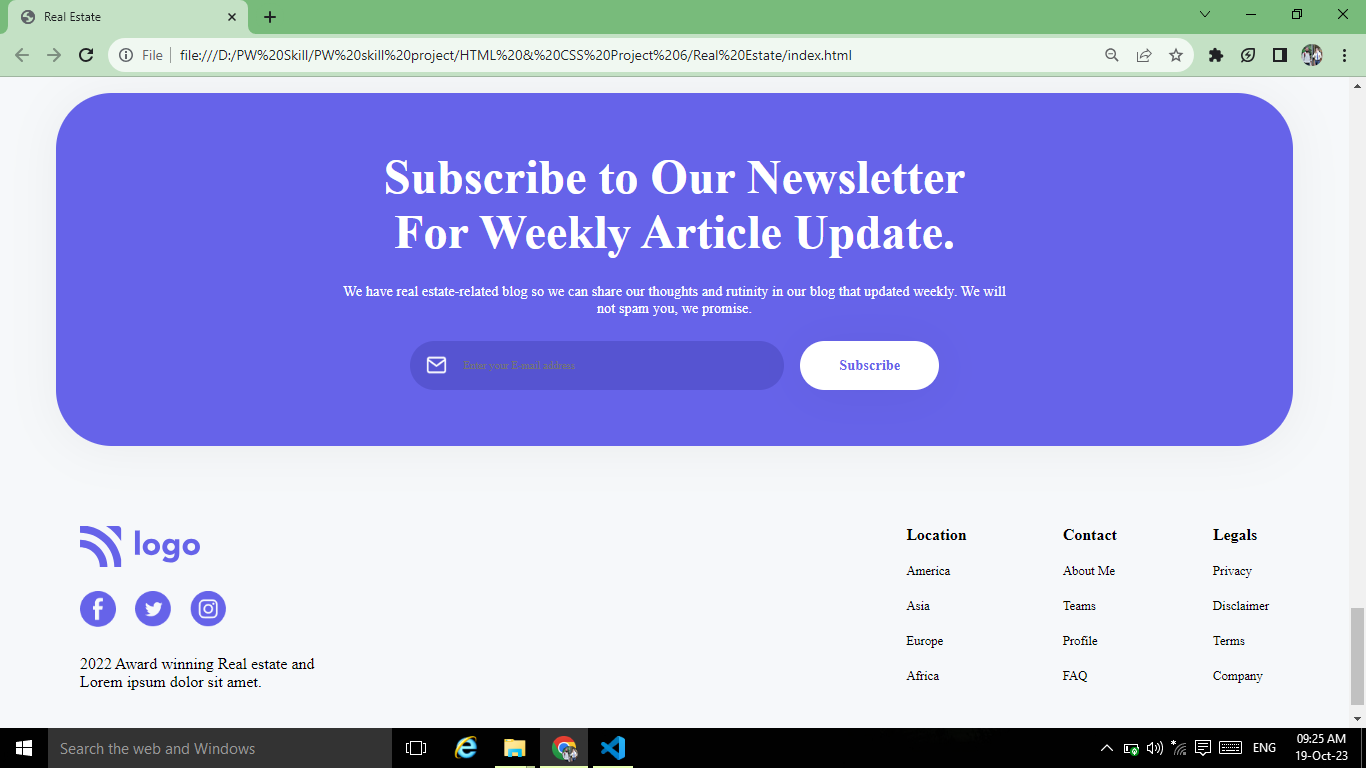 Real Estate
File
file:///D:/PW%20Skill/PW%20skill%20project/HTML%20&%20CSS%20Project%206/Real%20Estate/index.html
Subscribe to Our Newsletter
For Weekly Article Update.
We have real estate-related blog so we can share our thoughts and rutinity in our blog that updated weekly. We will
not spam you, we promise.
Enter your E-mail address
Subscribe
logo
2022 Award winning Real estate and
Lorem ipsum dolor sit amet.
Location
America
Asia
Europe
Africa
Contact
About Me
Teams
Profile
FAQ
Legals
Privacy
Disclaimer
Terms
Company
Search the web and Windows
ENG
09:25 AM
19-Oct-23